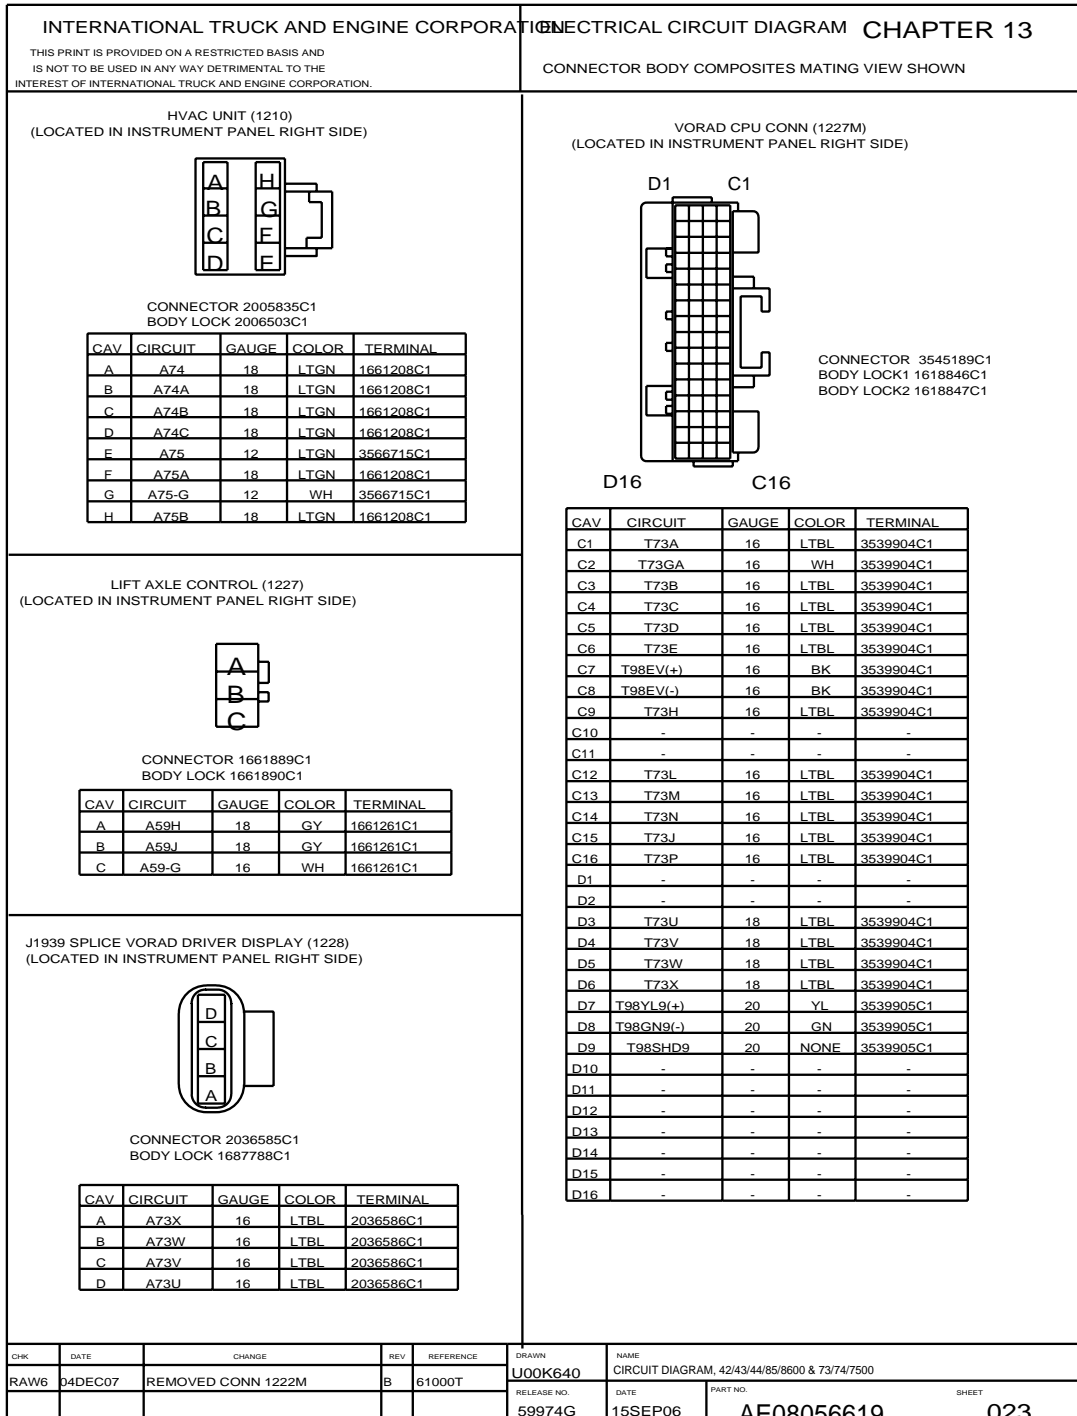 INTERNATIONAL TRUCK AND ENGINE CORPORATION
THIS PRINT IS PROVIDED ON A RESTRICTED BASIS AND
IS NOT TO BE USED IN ANY WAY DETRIMENTAL TO THE
INTEREST OF INTERNATIONAL TRUCK AND ENGINE CORPORATION.
ELECTRICAL CIRCUIT DIAGRAM CHAPTER 13
CONNECTOR BODY COMPOSITES MATING VIEW SHOWN
HVAC UNIT (1210)
(LOCATED IN INSTRUMENT PANEL RIGHT SIDE)
A H
B G
C F
D E
CONNECTOR 2005835C1
BODY LOCK 2006503C1
CAV CIRCUIT GAUGE COLOR TERMINAL
A A74 18 LTGN 1661208C1
B A74A 18 LTGN 1661208C1
C A74B 18 LTGN 1661208C1
D A74C 18 LTGN 1661208C1
E A75 12 LTGN 3566715C1
F A75A 18 LTGN 1661208C1
G A75-G 12 WH 3566715C1
H A75B 18 LTGN 1661208C1
LIFT AXLE CONTROL (1227)
(LOCATED IN INSTRUMENT PANEL RIGHT SIDE)
A
B
C
CONNECTOR 1661889C1
BODY LOCK 1661890C1
CAV CIRCUIT GAUGE COLOR TERMINAL
A A59H 18 GY 1661261C1
B A59J 18 GY 1661261C1
C A59-G 16 WH 1661261C1
J1939 SPLICE VORAD DRIVER DISPLAY (1228)
(LOCATED IN INSTRUMENT PANEL RIGHT SIDE)
D
C
B
A
CONNECTOR 2036585C1
BODY LOCK 1687788C1
CAV CIRCUIT GAUGE COLOR TERMINAL
A A73X 16 LTBL 2036586C1
B A73W 16 LTBL 2036586C1
C A73V 16 LTBL 2036586C1
D A73U 16 LTBL 2036586C1
VORAD CPU CONN (1227M)
(LOCATED IN INSTRUMENT PANEL RIGHT SIDE)
D1 C1
D16 C16
CONNECTOR 3545189C1
BODY LOCK1 1618846C1
BODY LOCK2 1618847C1
CAV CIRCUIT GAUGE COLOR TERMINAL
C1 T73A 16 LTBL 3539904C1
C2 T73GA 16 WH 3539904C1
C3 T73B 16 LTBL 3539904C1
C4 T73C 16 LTBL 3539904C1
C5 T73D 16 LTBL 3539904C1
C6 T73E 16 LTBL 3539904C1
C7 T98EV(+) 16 BK 3539904C1
C8 T98EV(-) 16 BK 3539904C1
C9 T73H 16 LTBL 3539904C1
C10 - - - -
C11 - - - -
C12 T73L 16 LTBL 3539904C1
C13 T73M 16 LTBL 3539904C1
C14 T73N 16 LTBL 3539904C1
C15 T73J 16 LTBL 3539904C1
C16 T73P 16 LTBL 3539904C1
D1 - - - -
D2 - - - -
D3 T73U 18 LTBL 3539904C1
D4 T73V 18 LTBL 3539904C1
D5 T73W 18 LTBL 3539904C1
D6 T73X 18 LTBL 3539904C1
D7 T98YL9(+) 20 YL 3539905C1
D8 T98GN9(-) 20 GN 3539905C1
D9 T98SHD9 20 NONE 3539905C1
D10 - - - -
D11 - - - -
D12 - - - -
D13 - - - -
D14 - - - -
D15 - - - -
D16 - - - -
CHK DATE CHANGE REV REFERENCE
RAW6 04DEC07 REMOVED CONN 1222M B 61000T
DRAWN
U00K640
NAME
CIRCUIT DIAGRAM, 42/43/44/85/8600 & 73/74/7500
RELEASE NO. DATE PART NO. SHEET
59974G 15SEP06 AE08056619 023